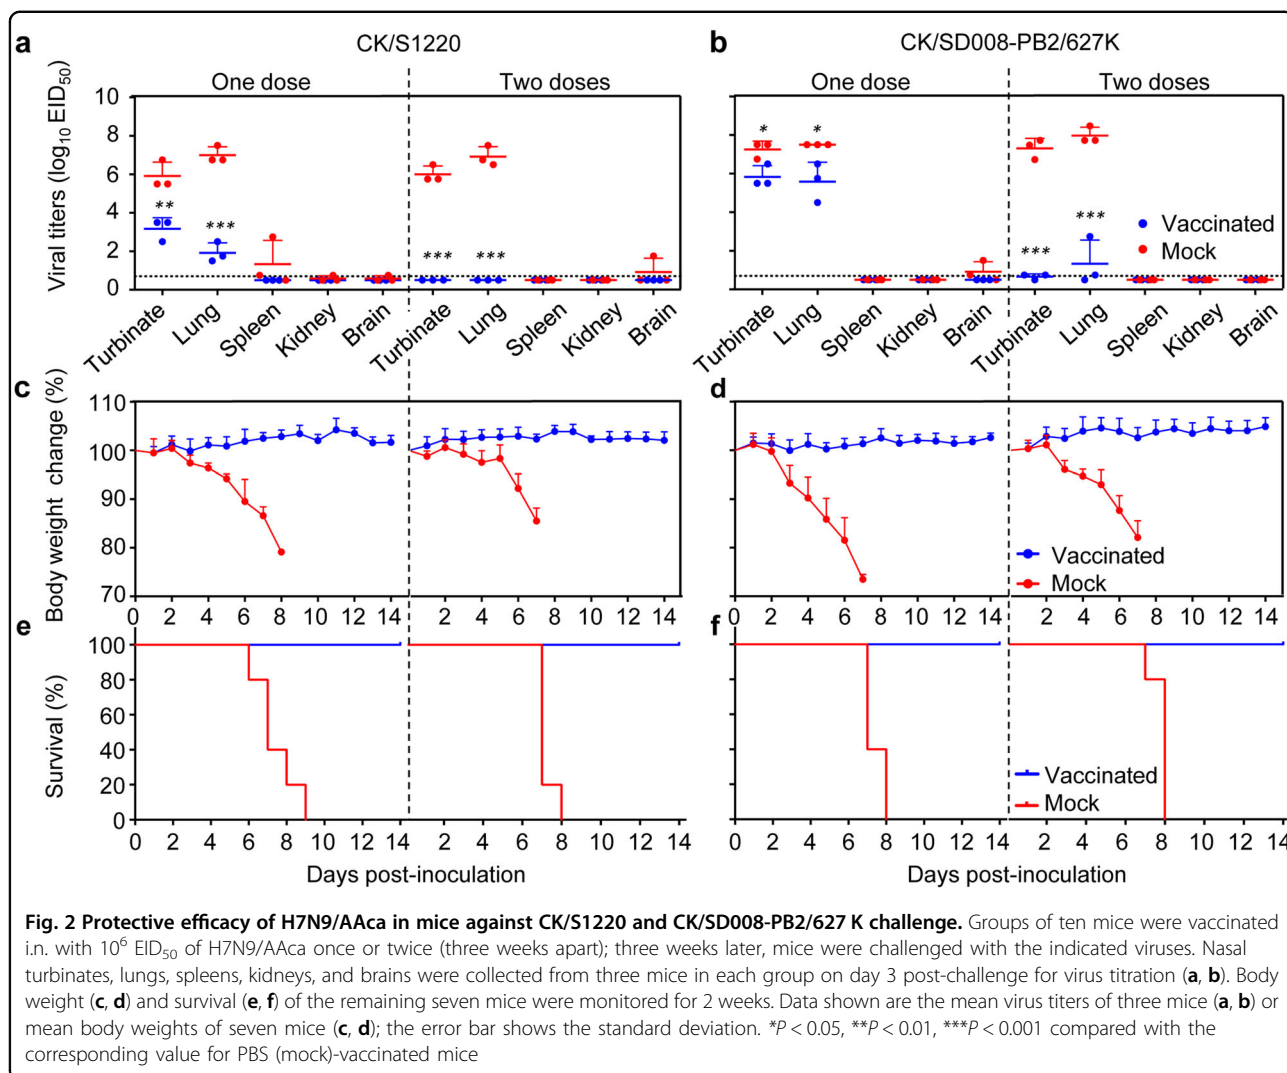 a
CK/S1220
b
CK/SD008-PB2/627K
One dose
Two doses
One dose
Two doses
Viral titers (log10 EID50)
10
8
6
4
2
0
** *** *** ***
* * *** ***
Vaccinated
Mock
Turbinate Lung Spleen Kidney Brain Turbinate Lung Spleen Kidney Brain
Turbinate Lung Spleen Kidney Brain Turbinate Lung Spleen Kidney Brain
c
d
Body weight change (%)
110
100
90
80
70
Vaccinated
Mock
0 2 4 6 8 10 12 14 2 4 6 8 10 12 14
0 2 4 6 8 10 12 14 2 4 6 8 10 12 14
e
f
Survival (%)
100
80
60
40
20
0
Vaccinated
Mock
0 2 4 6 8 10 12 14 2 4 6 8 10 12 14
0 2 4 6 8 10 12 14 2 4 6 8 10 12 14
Days post-inoculation
Days post-inoculation
Fig. 2 Protective efficacy of H7N9/AAca in mice against CK/S1220 and CK/SD008-PB2/627 K challenge. Groups of ten mice were vaccinated
i.n. with 10⁶ EID50 of H7N9/AAca once or twice (three weeks apart); three weeks later, mice were challenged with the indicated viruses. Nasal
turbinates, lungs, spleens, kidneys, and brains were collected from three mice in each group on day 3 post-challenge for virus titration (a, b). Body
weight (c, d) and survival (e, f) of the remaining seven mice were monitored for 2 weeks. Data shown are the mean virus titers of three mice (a, b) or
mean body weights of seven mice (c, d); the error bar shows the standard deviation. *P < 0.05, **P < 0.01, ***P < 0.001 compared with the
corresponding value for PBS (mock)-vaccinated mice